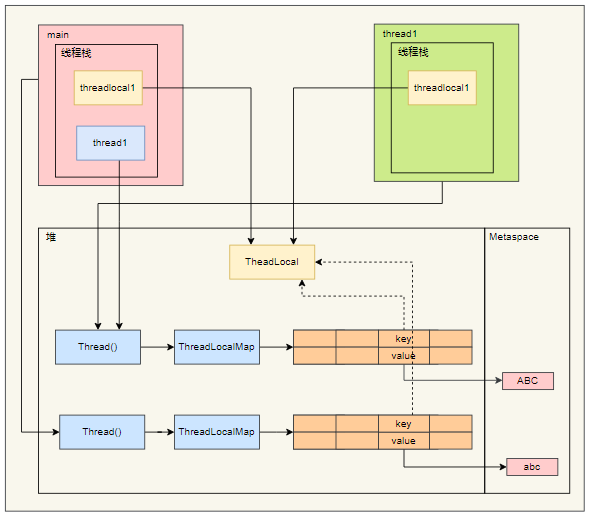 main
线程栈
threadlocal1
thread1
thread1
线程栈
threadlocal1
堆
Metaspace
TheadLocal
Thread()
ThreadLocalMap
key
value
ABC
Thread()
ThreadLocalMap
key
value
abc